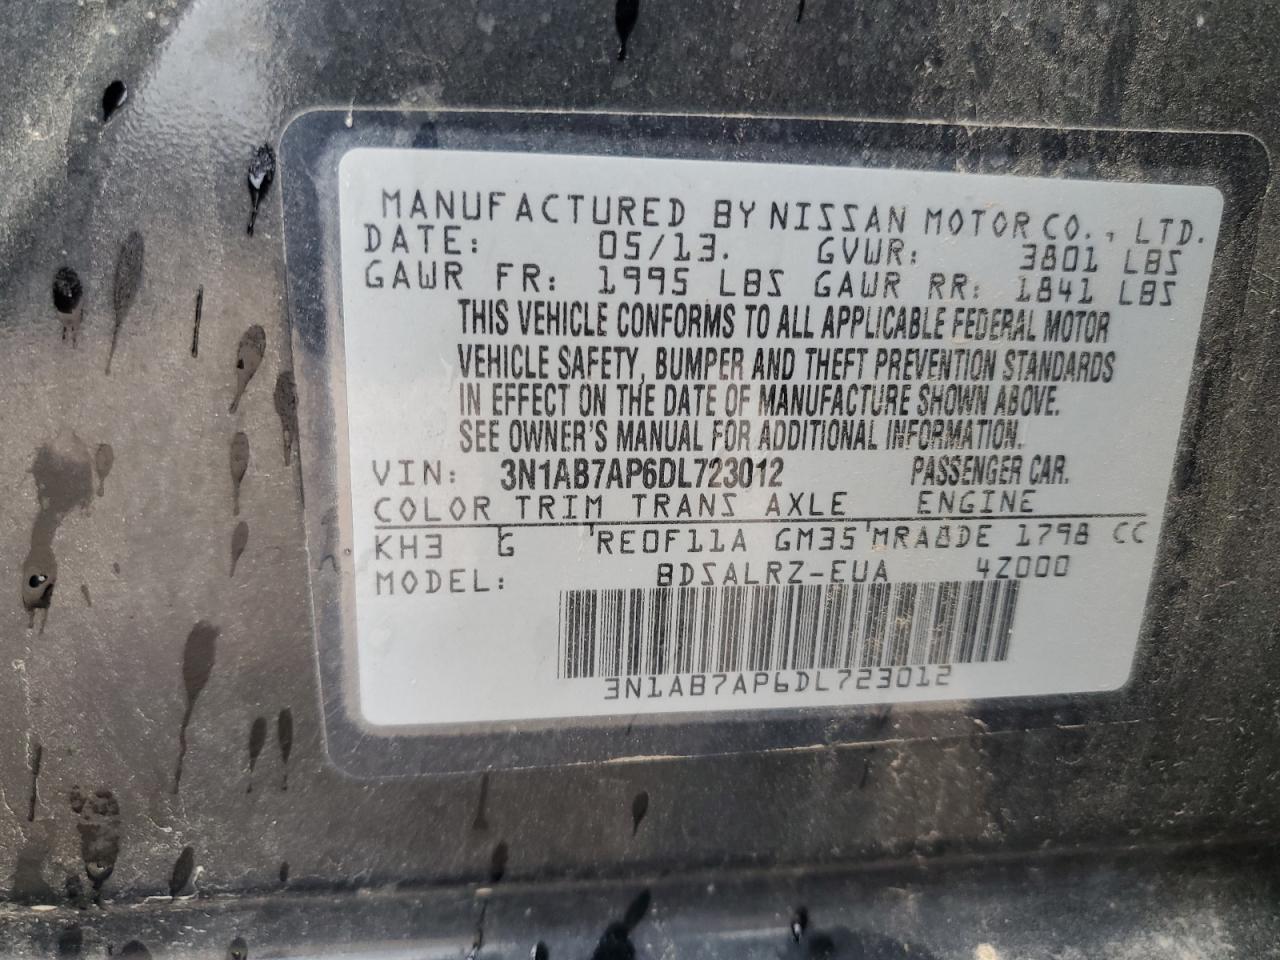 MANUFACTURED BY NISSAN MOTOR CO., LTD.
DATE: 05/13. GVWR: 3801 LBS
GAWR FR: 1995 LBS GAWR RR: 1841 LBS
THIS VEHICLE CONFORMS TO ALL APPLICABLE FEDERAL MOTOR
VEHICLE SAFETY, BUMPER AND THEFT PREVENTION STANDARDS
IN EFFECT ON THE DATE OF MANUFACTURE SHOWN ABOVE.
SEE OWNER'S MANUAL FOR ADDITIONAL INFORMATION.
VIN: 3N1AB7AP6DL723012 PASSENGER CAR.
COLOR TRIM TRANS AXLE ENGINE
KH3 G RE0F11A GM35 MRA8DE 1798 CC
MODEL: BDSALRZ-EUA 4Z000
3N1AB7AP6DL723012